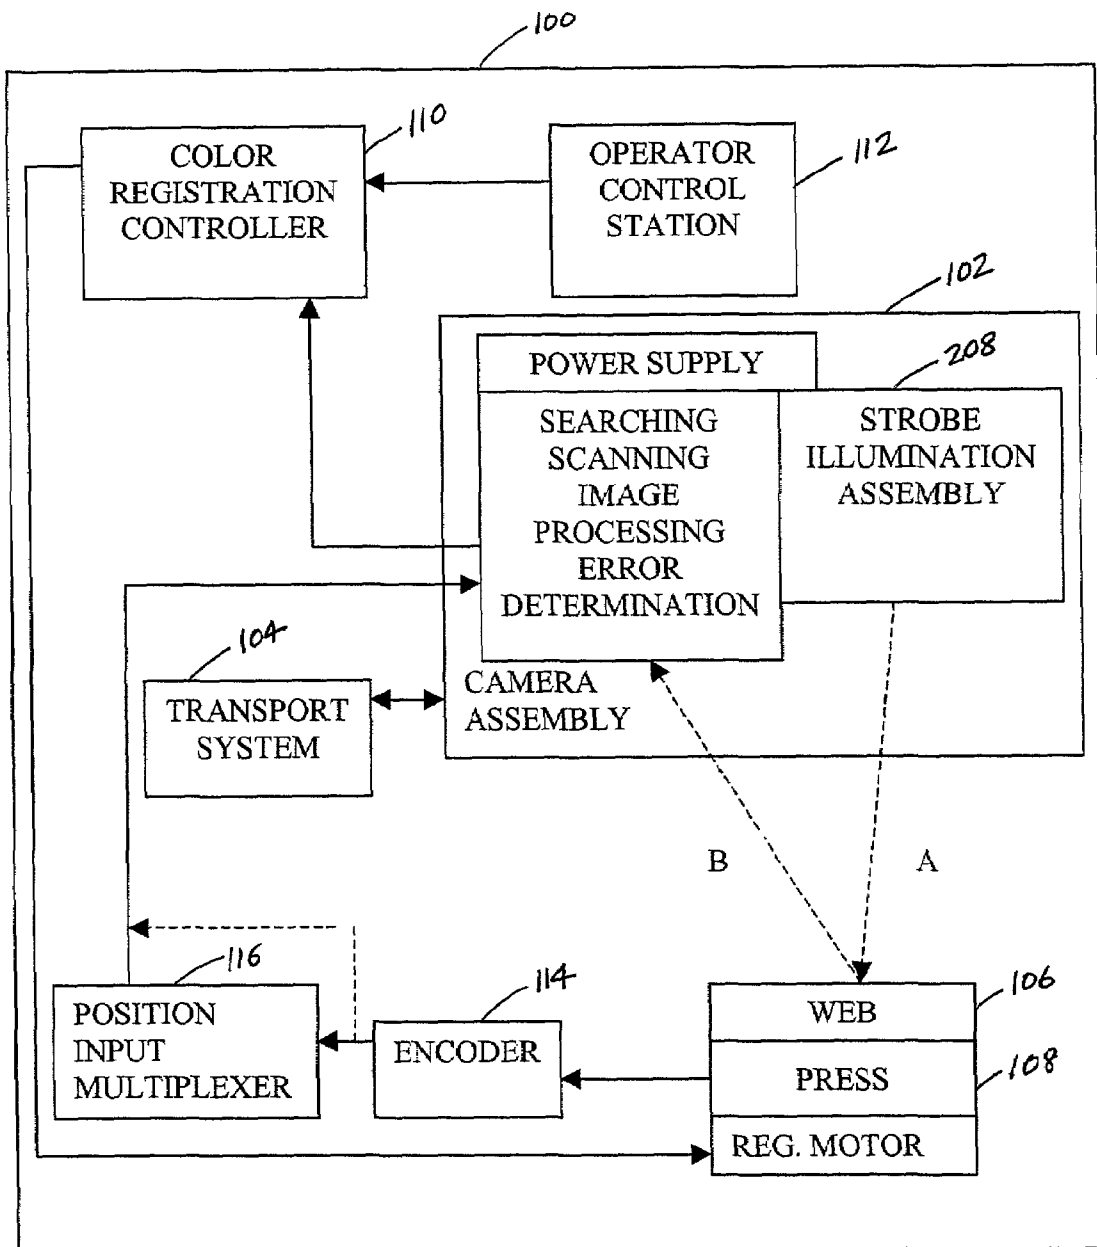 100
110
COLOR
REGISTRATION
CONTROLLER
OPERATOR
CONTROL
STATION
112
102
POWER SUPPLY
208
SEARCHING
SCANNING
IMAGE
PROCESSING
ERROR
DETERMINATION
STROBE
ILLUMINATION
ASSEMBLY
104
TRANSPORT
SYSTEM
CAMERA
ASSEMBLY
B
A
116
POSITION
INPUT
MULTIPLEXER
114
ENCODER
106
WEB
108
PRESS
REG. MOTOR